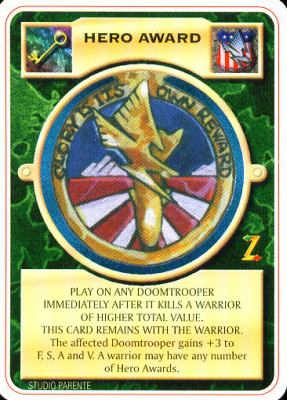 HERO AWARD
GLORY IS ITS OWN REWARD
PLAY ON ANY DOOMTROOPER
IMMEDIATELY AFTER IT KILLS A WARRIOR
OF HIGHER TOTAL VALUE.
THIS CARD REMAINS WITH THE WARRIOR.
The affected Doomtrooper gains +3 to
F, S, A and V. A warrior may have any number
of Hero Awards.
STUDIO PARENTE